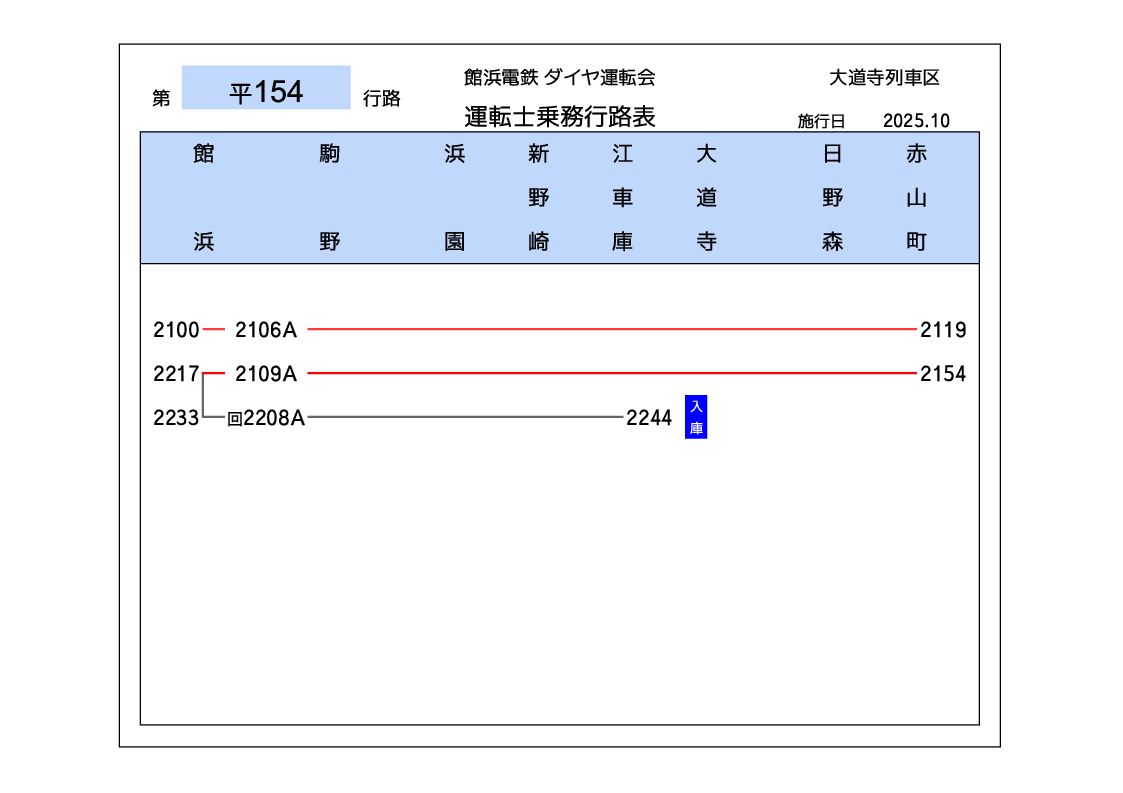 館浜電鉄 ダイヤ運転会
大道寺列車区
第 平154 行路
運転士乗務行路表
施行日 2025.10
館浜 駒野 浜園 新野崎 江車庫 大道寺 日野森 赤山町
2100 2106A 2119
2217 2109A 2154
2233 回2208A 2244 入庫